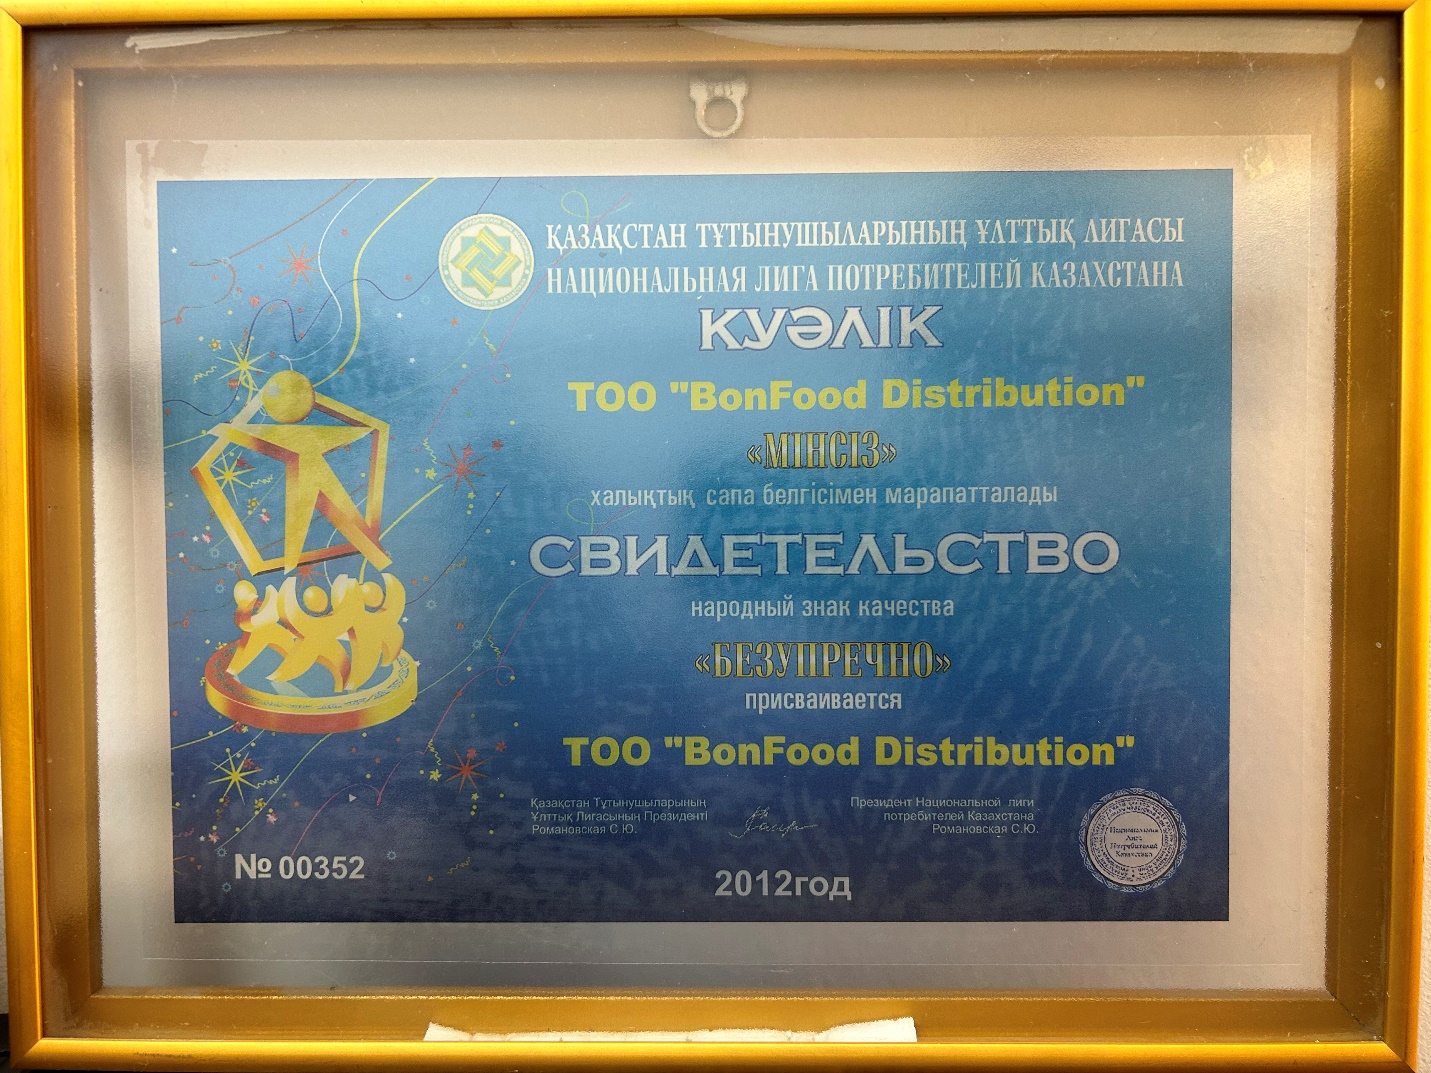 ҚАЗАҚСТАН ТҰТЫНУШЫЛАРЫНЫҢ ҰЛТТЫҚ ЛИГАСЫ
НАЦИОНАЛЬНАЯ ЛИГА ПОТРЕБИТЕЛЕЙ КАЗАХСТАНА
КУӘЛІК
ТОО "BonFood Distribution"
«МІНСІЗ»
халықтық сапа белгісімен марапатталады
СВИДЕТЕЛЬСТВО
народный знак качества
«БЕЗУПРЕЧНО»
присваивается
ТОО "BonFood Distribution"
Қазақстан Тұтынушыларының
Ұлттық Лигасының Президенті
Романовская С.Ю.
Президент Национальной лиги
потребителей Казахстана
Романовская С.Ю.
Национальная
Лига
Потребителей
Казахстана
№ 00352
2012год